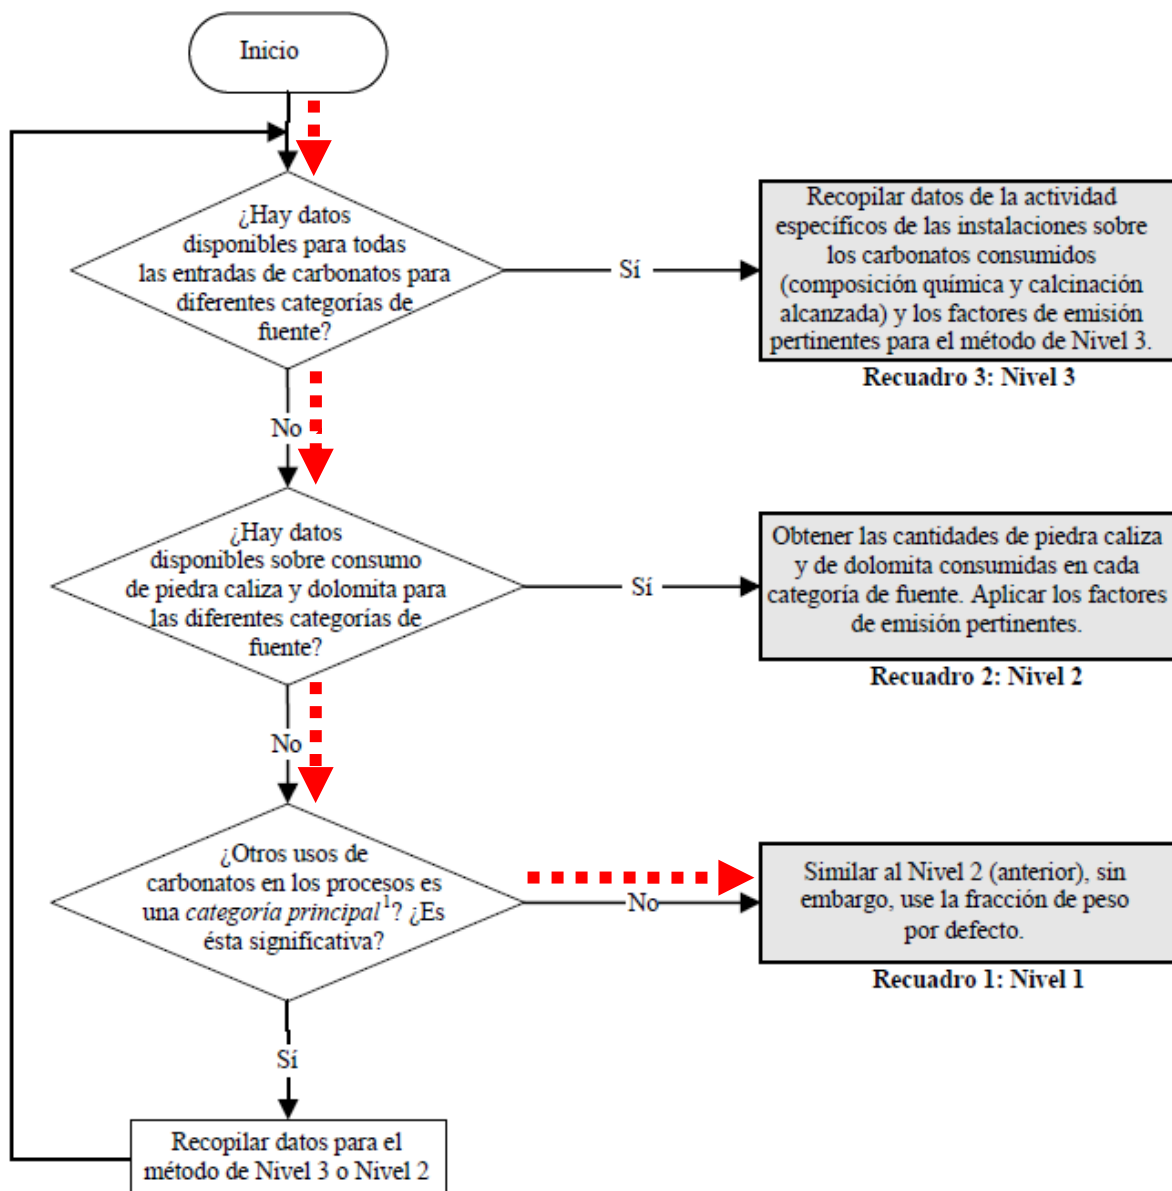 Inicio
¿Hay datos
disponibles para todas
las entradas de carbonatos para
diferentes categorías de
fuente?
Sí
Recopilar datos de la actividad
específicos de las instalaciones sobre
los carbonatos consumidos
(composición química y calcinación
alcanzada) y los factores de emisión
pertinentes para el método de Nivel 3.
Recuadro 3: Nivel 3
No
¿Hay datos
disponibles sobre consumo
de piedra caliza y dolomita para
las diferentes categorías de
fuente?
Sí
Obtener las cantidades de piedra caliza
y de dolomita consumidas en cada
categoría de fuente. Aplicar los factores
de emisión pertinentes.
Recuadro 2: Nivel 2
No
¿Otros usos de
carbonatos en los procesos es
una categoría principal¹? ¿Es
ésta significativa?
No
Similar al Nivel 2 (anterior), sin
embargo, use la fracción de peso
por defecto.
Recuadro 1: Nivel 1
Sí
Recopilar datos para el
método de Nivel 3 o Nivel 2